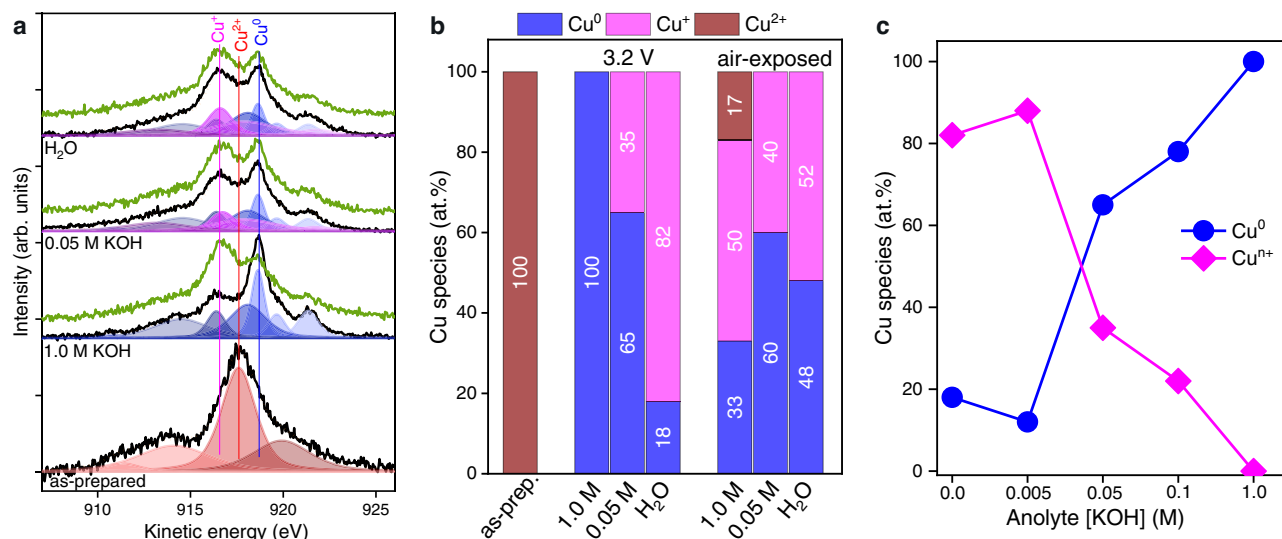 a
Cu⁺
Cu²⁺
Cu⁰
H₂O
0.05 M KOH
1.0 M KOH
as-prepared
Intensity (arb. units)
910 915 920 925
Kinetic energy (eV)
b
Cu⁰ Cu⁺ Cu²⁺
3.2 V air-exposed
100
80
60
40
20
0
Cu species (at.%)
100
100
35
65
82
18
17
50
33
40
60
52
48
as-prep.
1.0 M
0.05 M
H₂O
1.0 M
0.05 M
H₂O
c
100
80
60
40
20
0
Cu species (at.%)
Cu⁰
Cuⁿ⁺
0.0 0.005 0.05 0.1 1.0
Anolyte [KOH] (M)